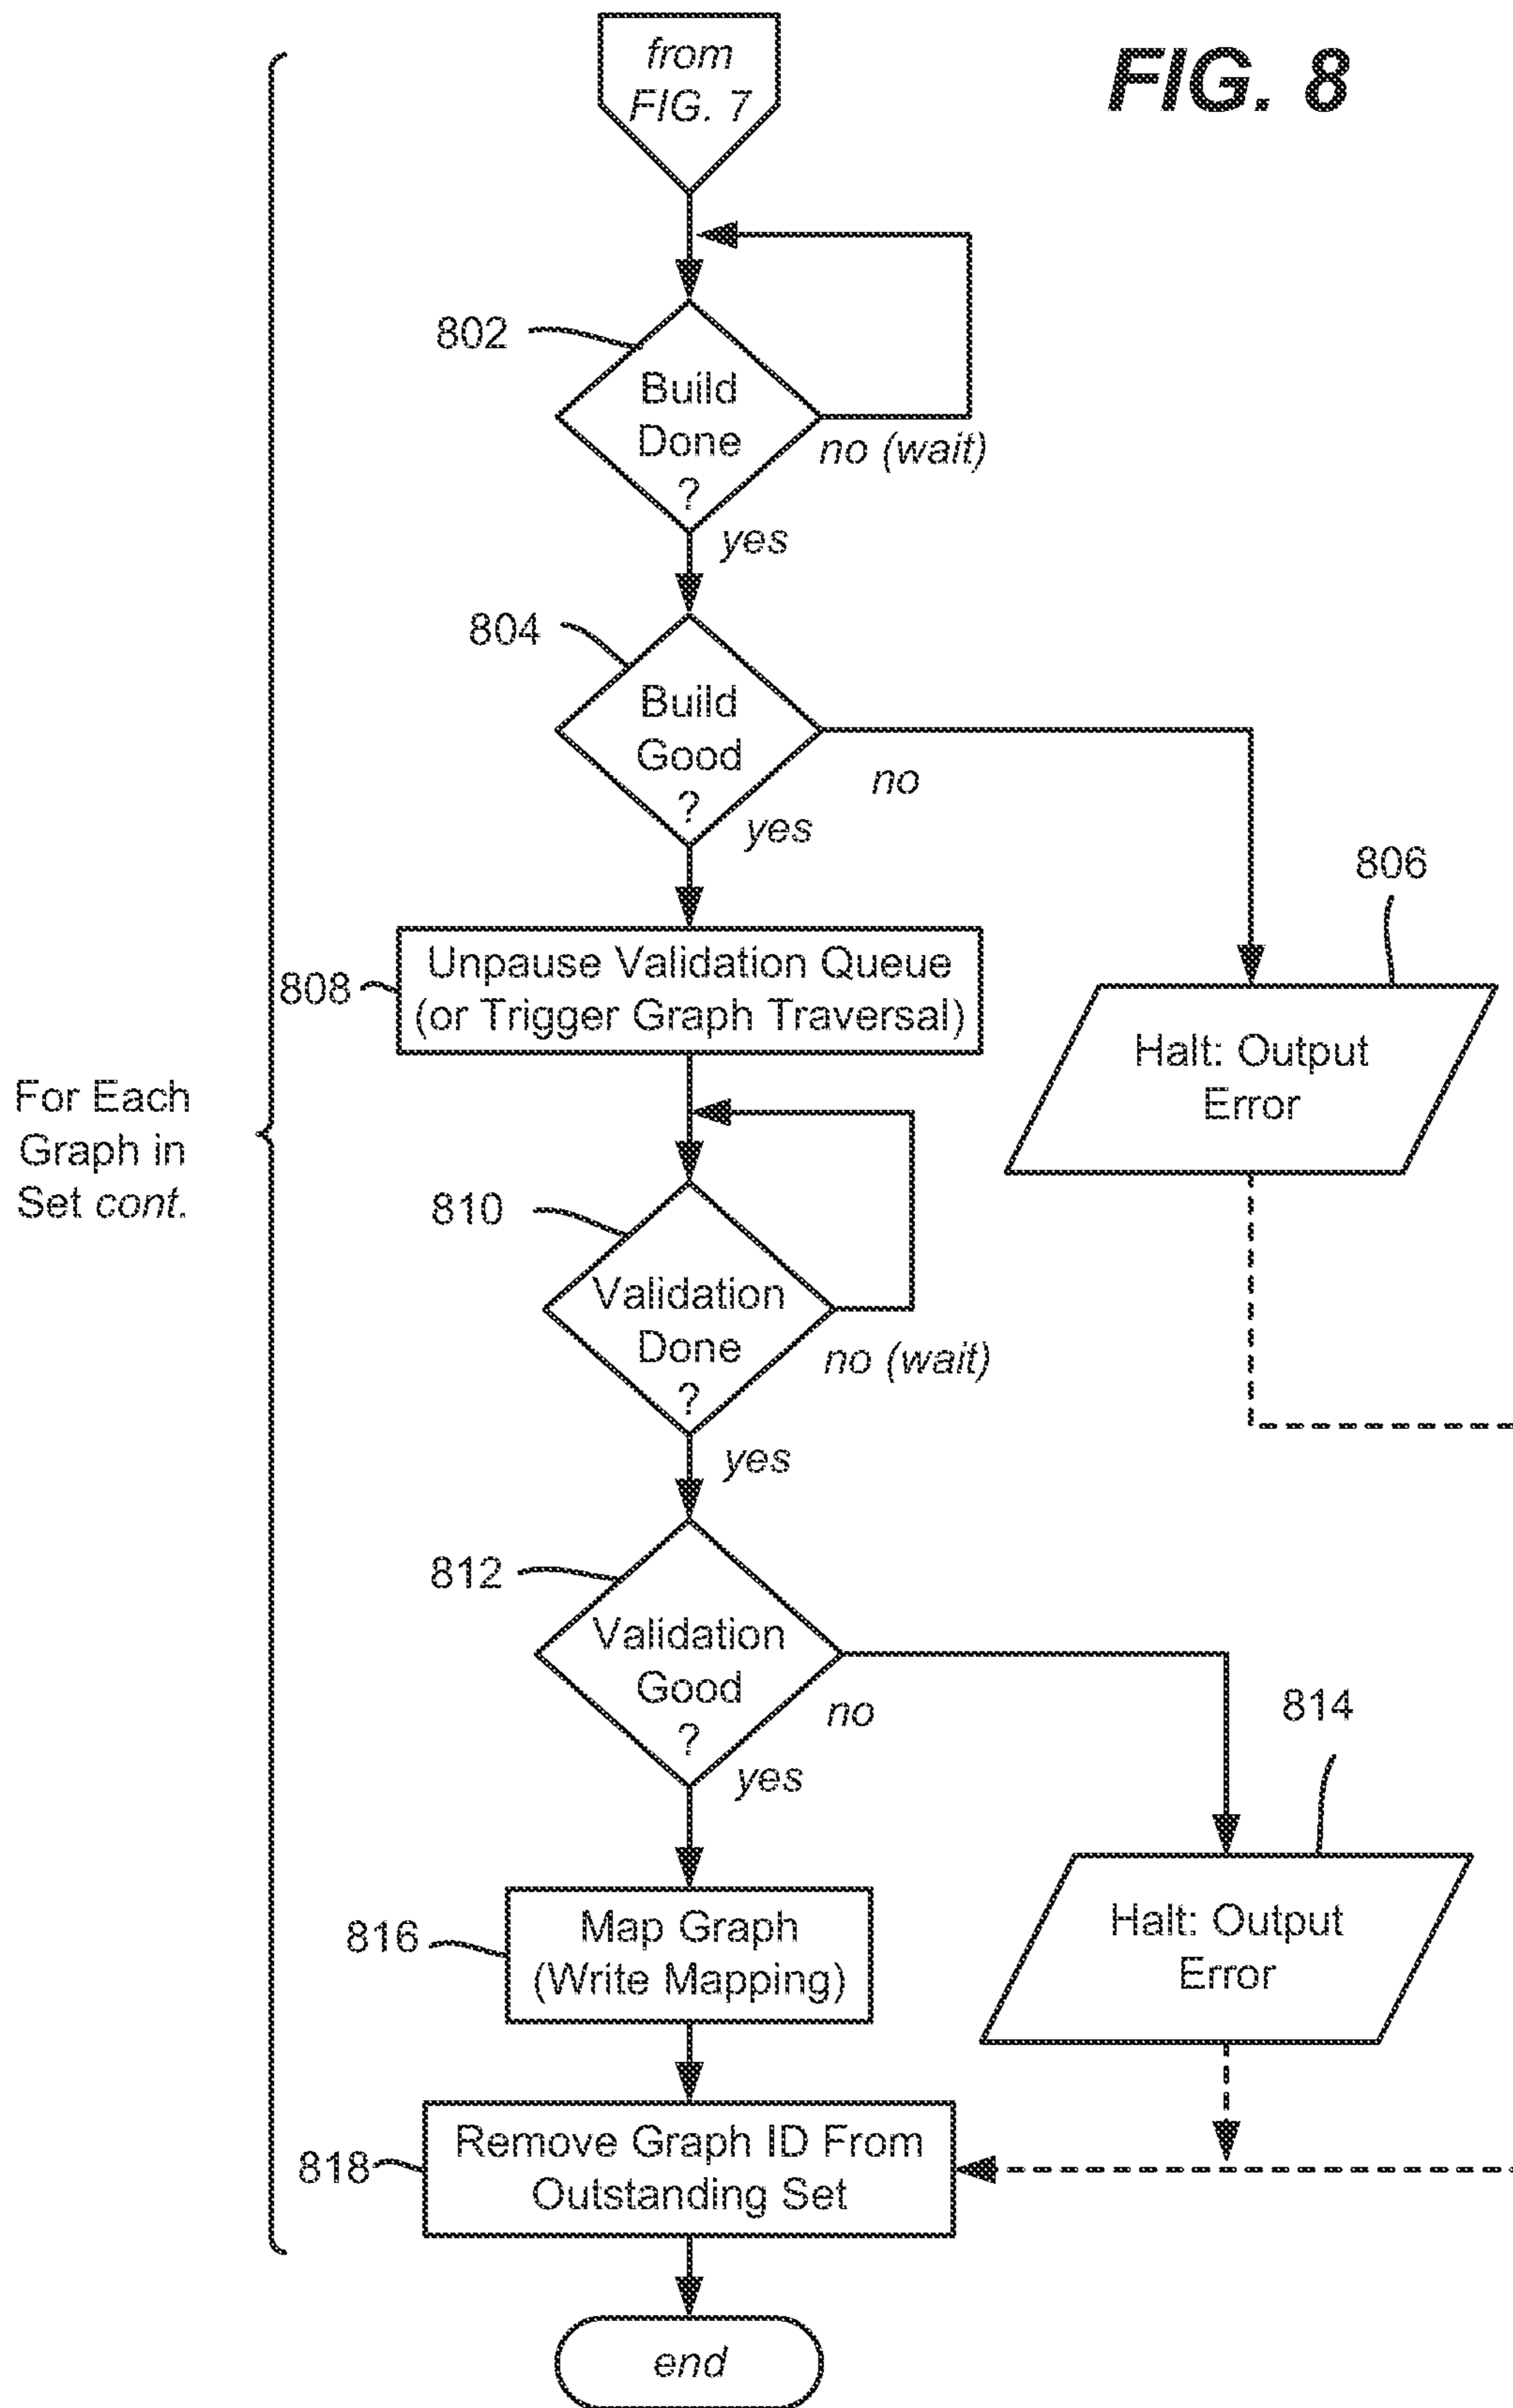 from
FIG. 7
FIG. 8
802
Build
Done
?
no (wait)
yes
804
Build
Good
?
no
yes
806
Halt: Output
Error
808
Unpause Validation Queue
(or Trigger Graph Traversal)
For Each
Graph in
Set cont.
810
Validation
Done
?
no (wait)
yes
812
Validation
Good
?
no
yes
814
Halt: Output
Error
816
Map Graph
(Write Mapping)
818
Remove Graph ID From
Outstanding Set
end